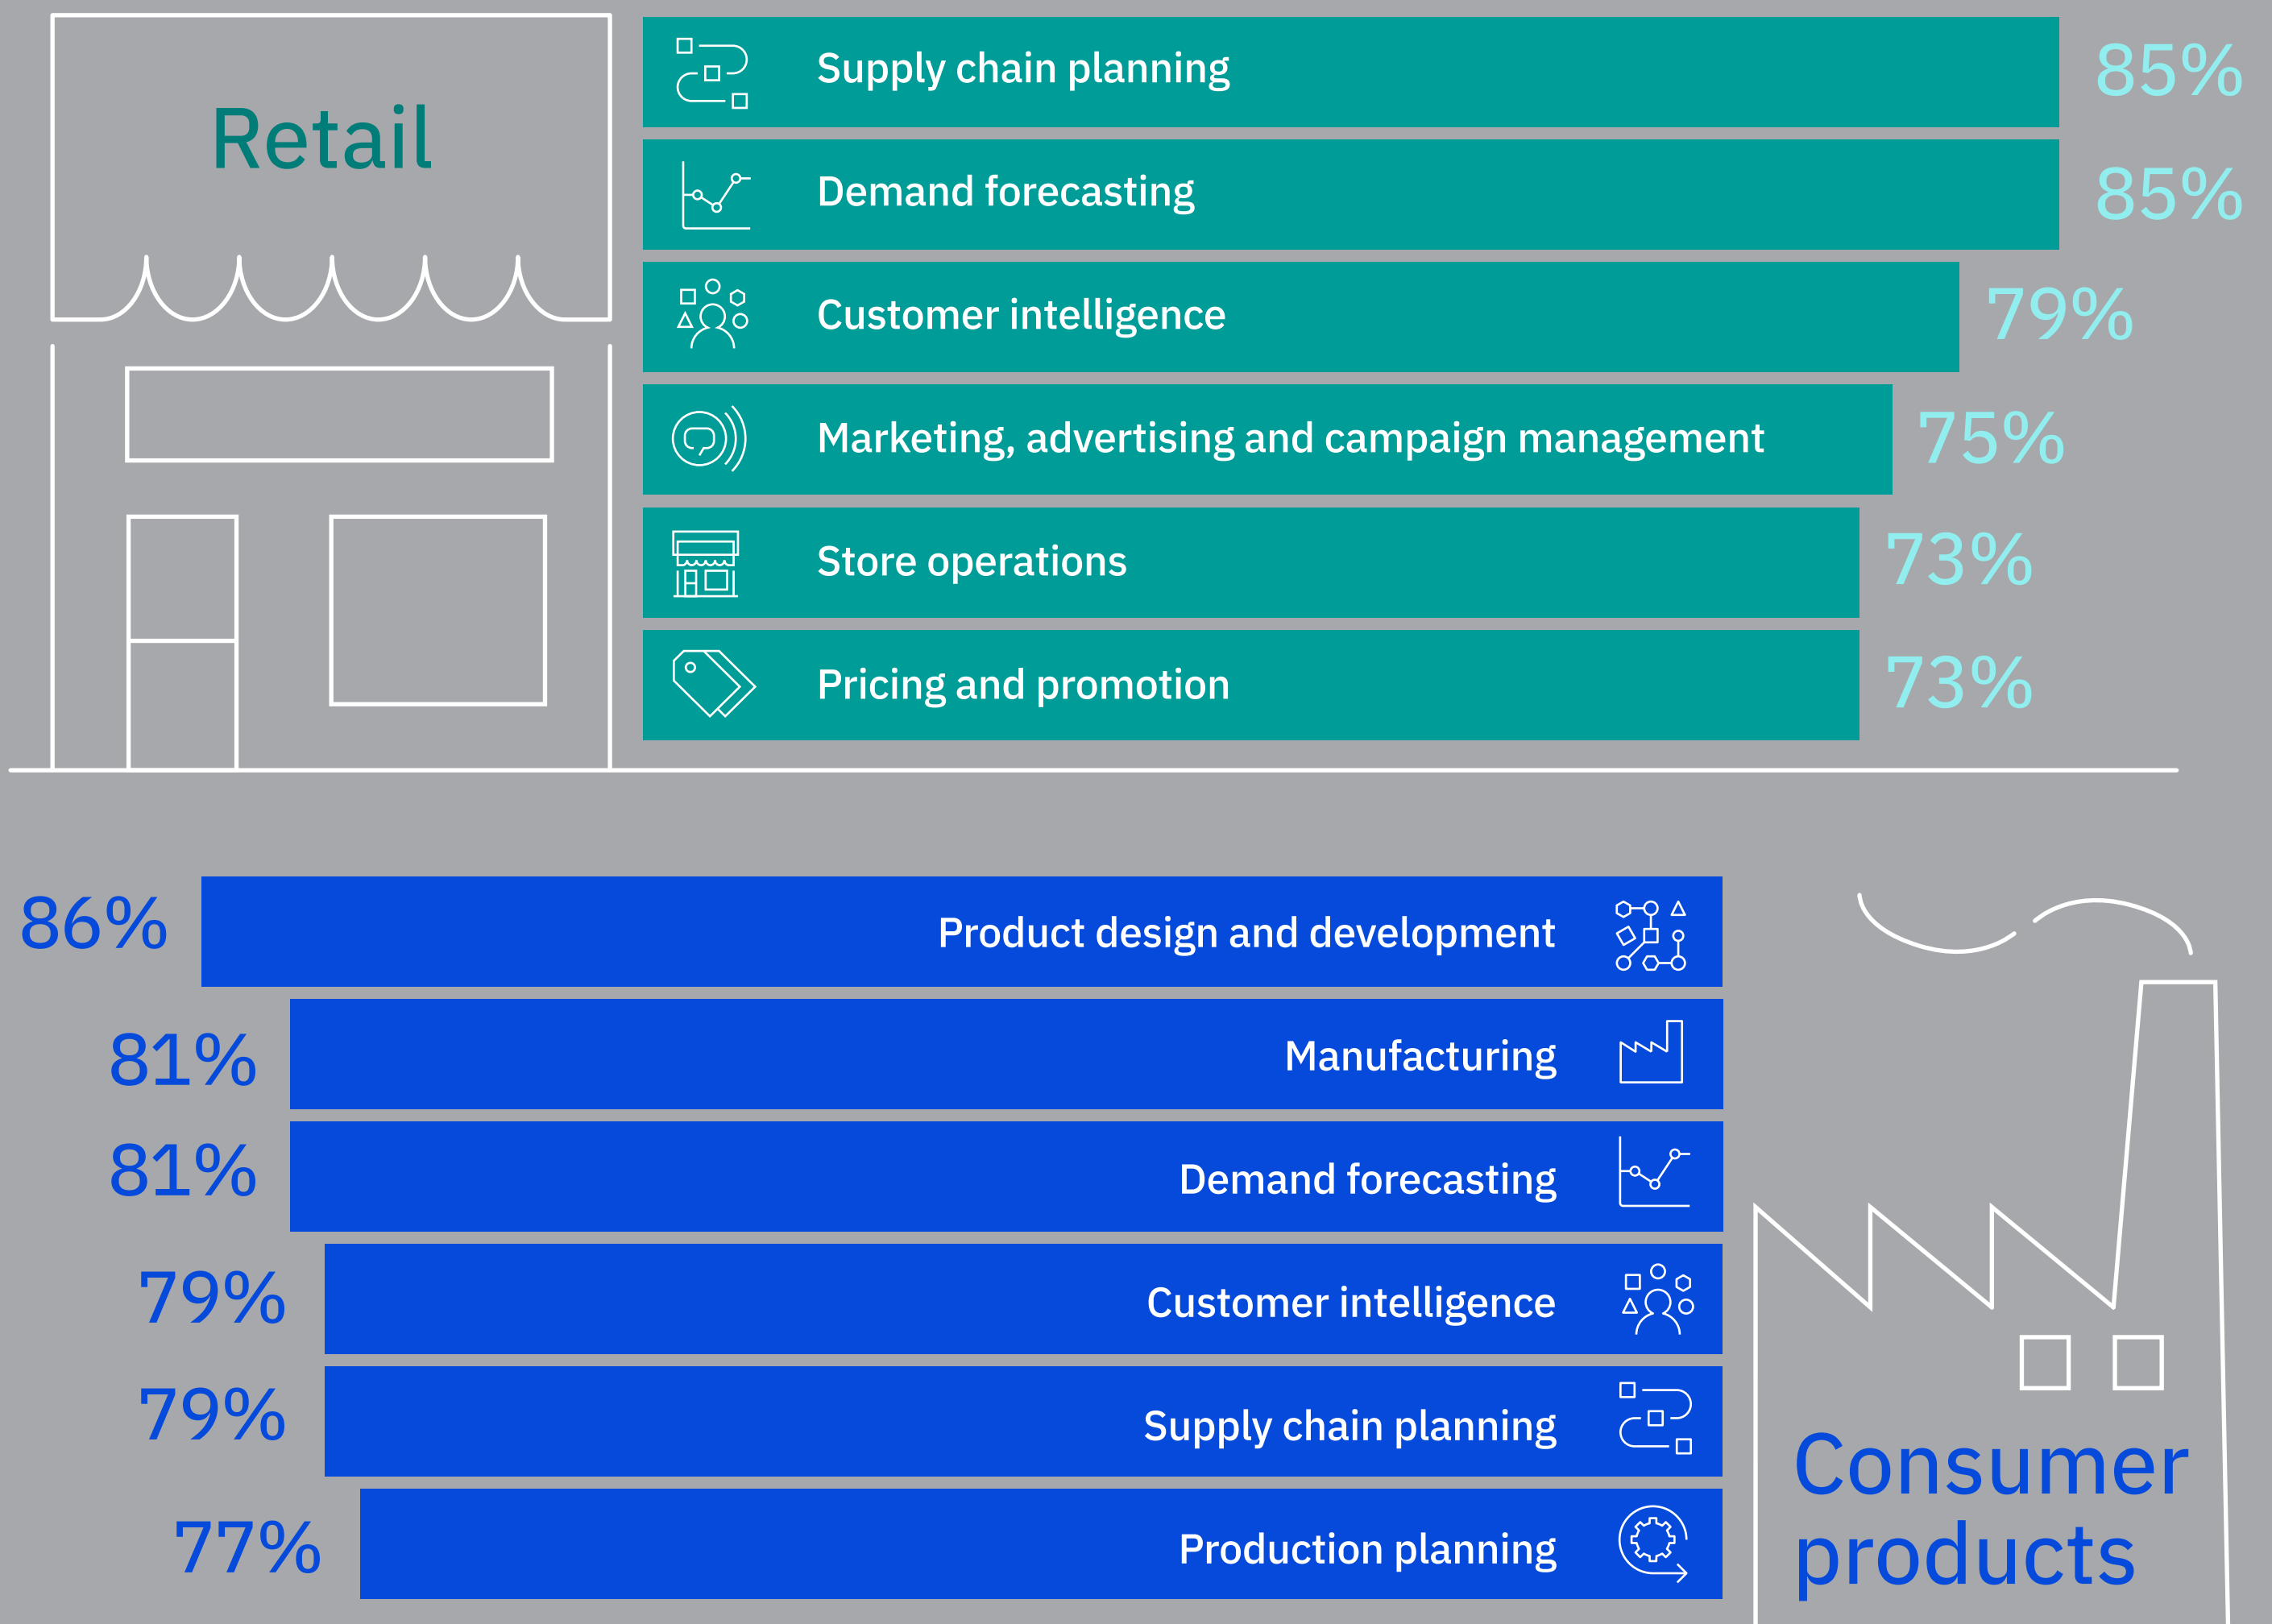 Retail
Supply chain planning 85%
Demand forecasting 85%
Customer intelligence 79%
Marketing, advertising and campaign management 75%
Store operations 73%
Pricing and promotion 73%
86% Product design and development
81% Manufacturing
81% Demand forecasting
79% Customer intelligence
79% Supply chain planning
77% Production planning
Consumer
products